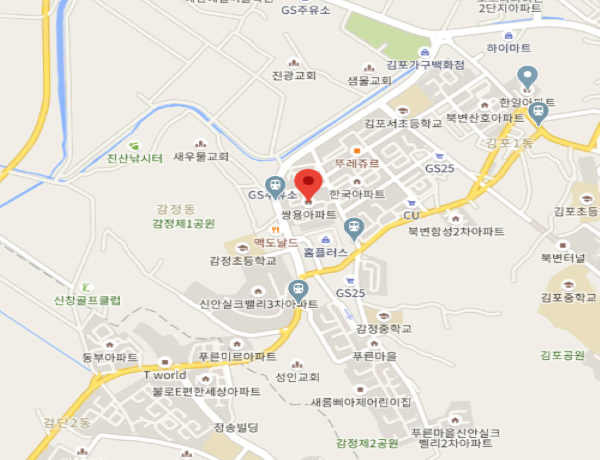 GS주유소
2단지아파트
하이마트
김포가구백화점
진광교회
샘물교회
한일아파트
김포서초등학교
북변산호아파트
김포1동
진산낚시터
새우물교회
뚜레쥬르
GS25
GS주유소
한국아파트
김포초등
감정동
쌍용아파트
CU
감정제1공원
북변함성2차아파트
맥도날드
홈플러스
북변터널
감정초등학교
GS25
신창골프클럽
신안실크밸리3차아파트
김포중학교
감정중학교
동부아파트
푸른미르아파트
푸른마을
김포공원
T world
성인교회
불로E편한세상아파트
새롬삐아제어린이집
검단2동
정송빌딩
푸른마을신안실크
벨리2차아파트
감정제2공원